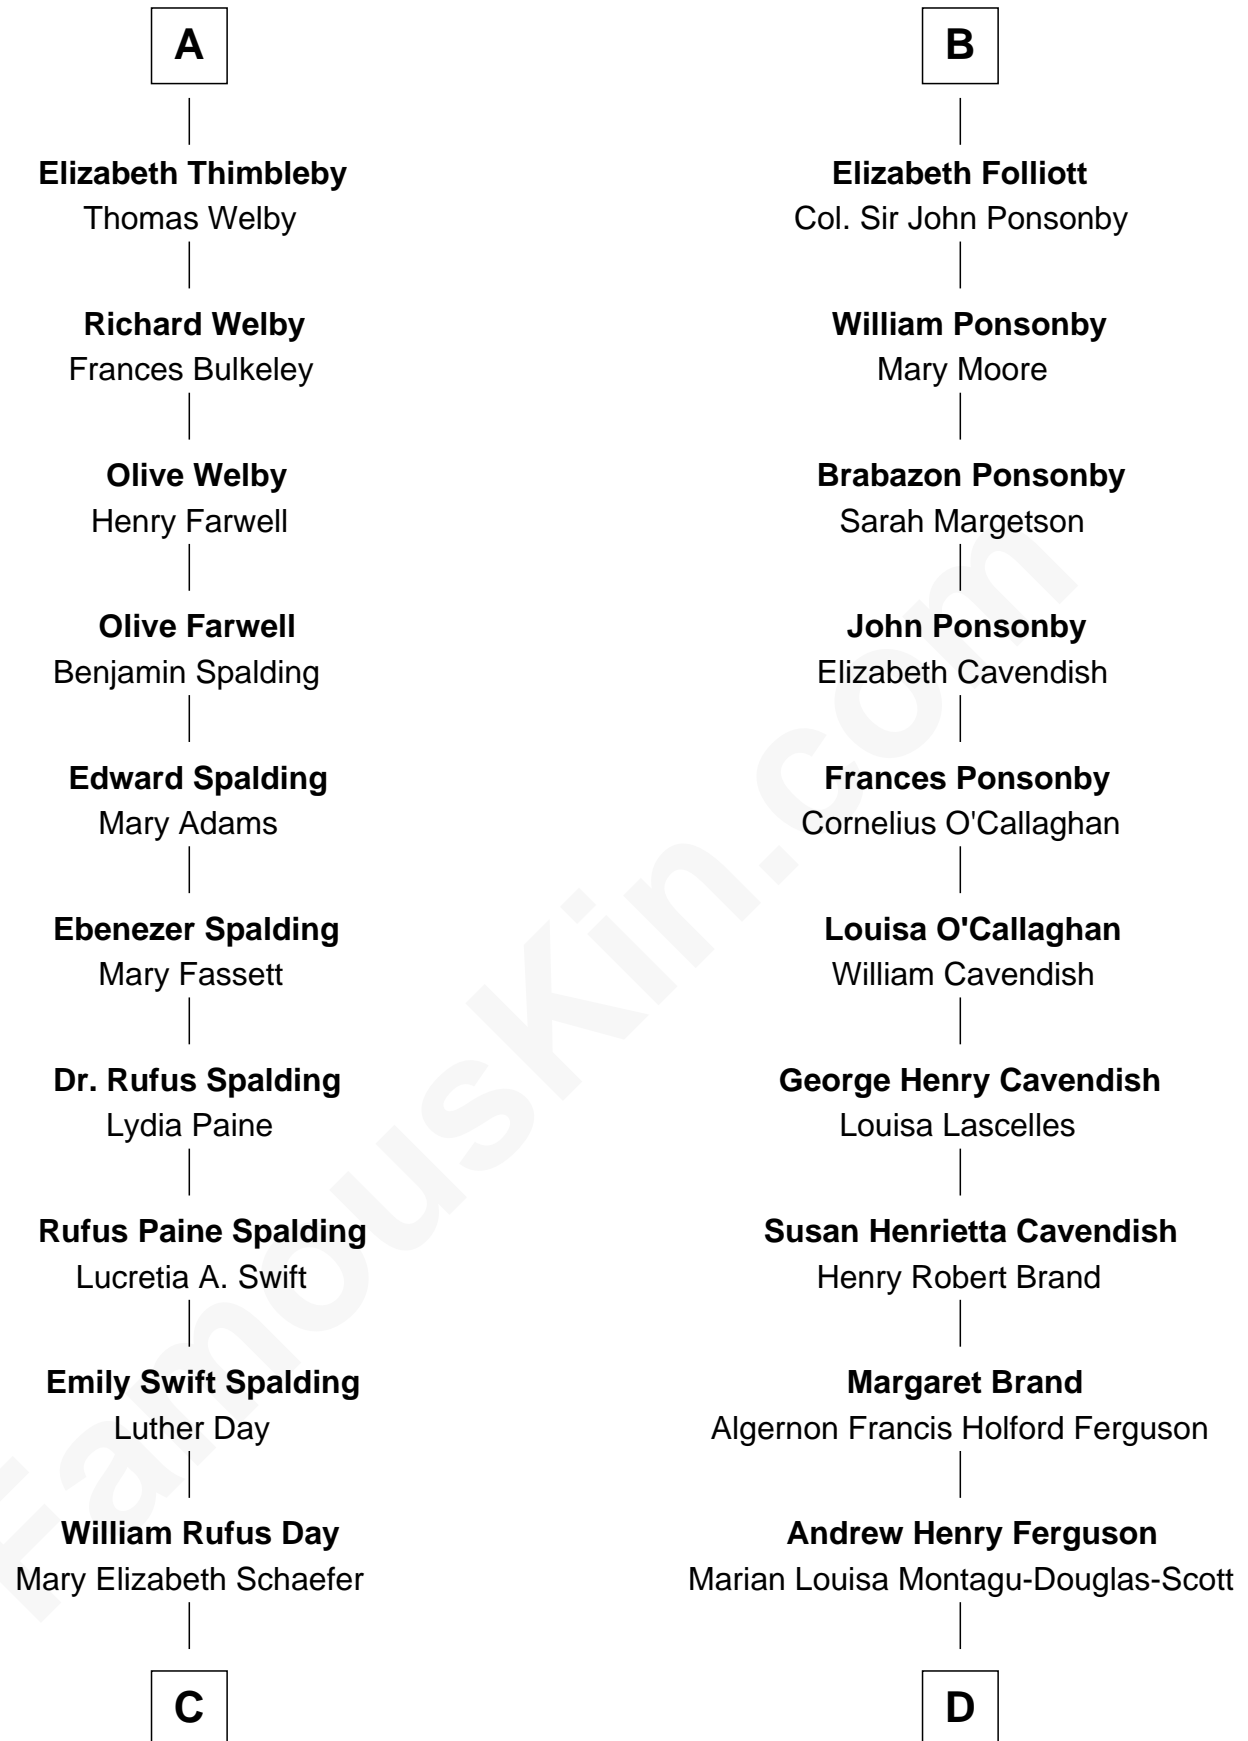 A
Elizabeth Thimbleby
Thomas Welby
Richard Welby
Frances Bulkeley
Olive Welby
Henry Farwell
Olive Farwell
Benjamin Spalding
Edward Spalding
Mary Adams
Ebenezer Spalding
Mary Fassett
Dr. Rufus Spalding
Lydia Paine
Rufus Paine Spalding
Lucretia A. Swift
Emily Swift Spalding
Luther Day
William Rufus Day
Mary Elizabeth Schaefer
C
B
Elizabeth Folliott
Col. Sir John Ponsonby
William Ponsonby
Mary Moore
Brabazon Ponsonby
Sarah Margetson
John Ponsonby
Elizabeth Cavendish
Frances Ponsonby
Cornelius O'Callaghan
Louisa O'Callaghan
William Cavendish
George Henry Cavendish
Louisa Lascelles
Susan Henrietta Cavendish
Henry Robert Brand
Margaret Brand
Algernon Francis Holford Ferguson
Andrew Henry Ferguson
Marian Louisa Montagu-Douglas-Scott
D
FamousKin.com